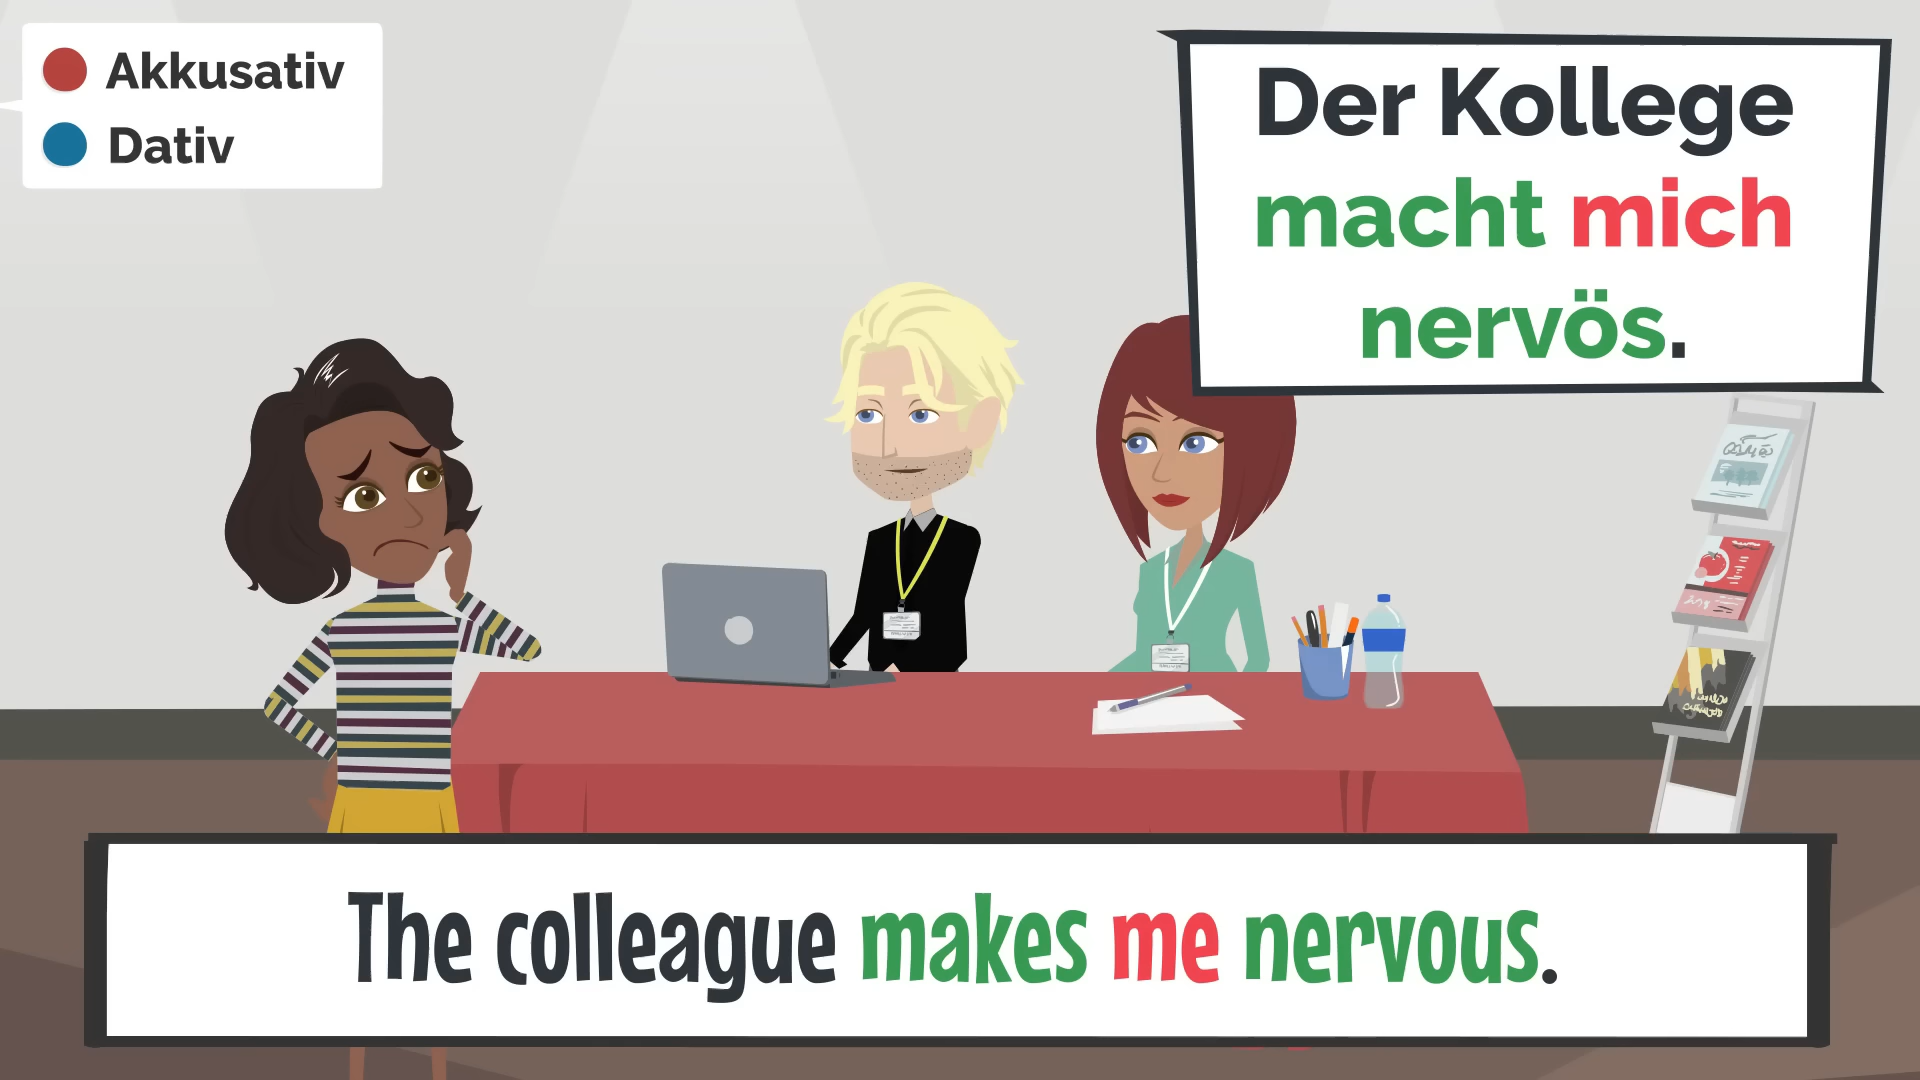 Akkusativ
Dativ
Der Kollege
macht mich
nervös.
The colleague makes me nervous.